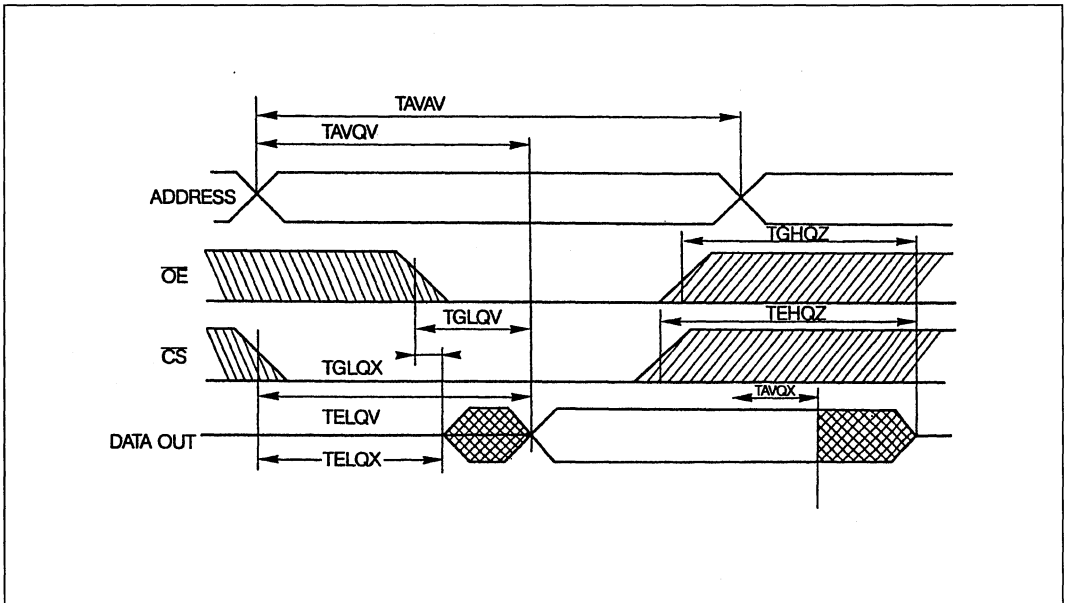 TAVAV
TAVQV
ADDRESS
TGHQZ
OE
TGLQV
TEHQZ
CS
TGLQX
TAVQX
TELQV
DATA OUT
TELQX